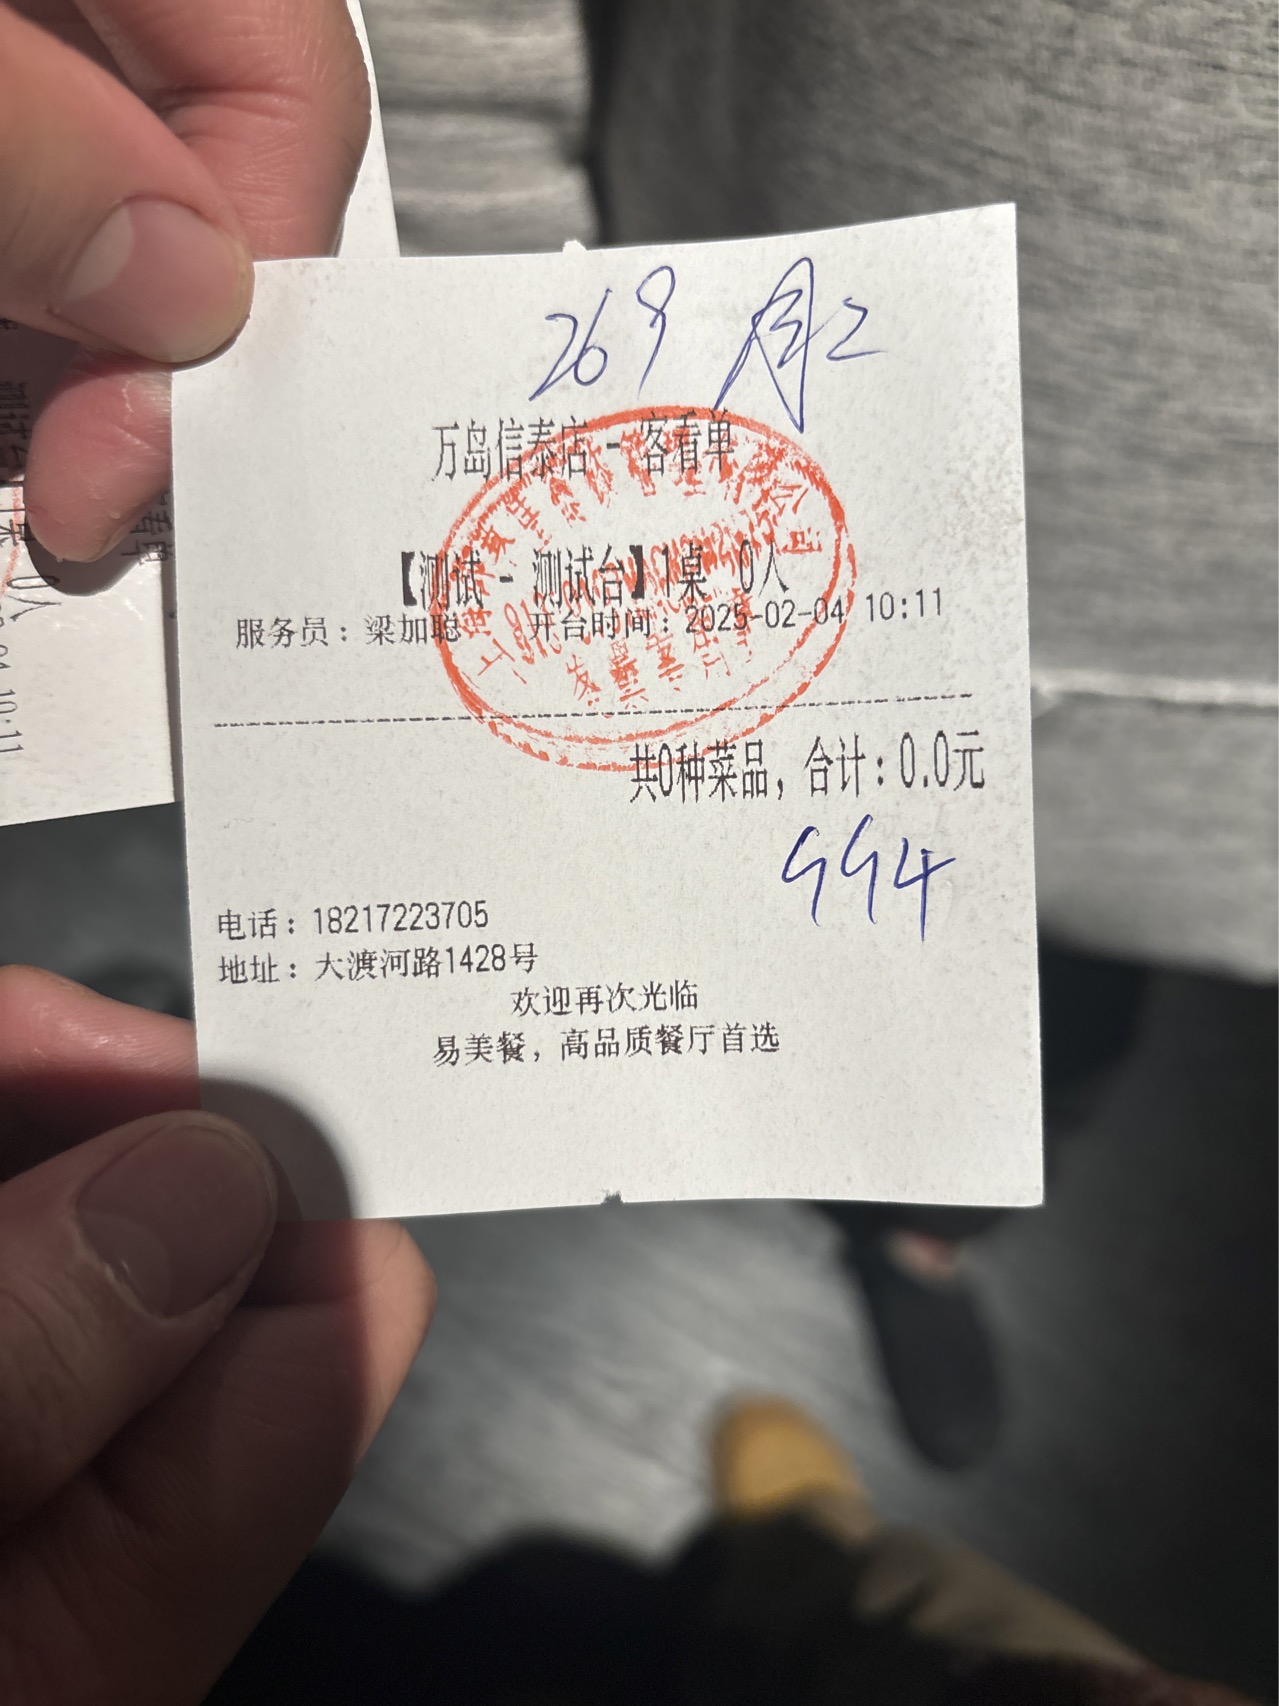 269 月2
万岛信泰店 - 客看单
【测试 - 测试台】1桌 0人
服务员：梁加聪 开台时间：2025-02-04 10:11
共0种菜品，合计：0.0元
994
电话：18217223705
地址：大渡河路1428号
欢迎再次光临
易美餐，高品质餐厅首选